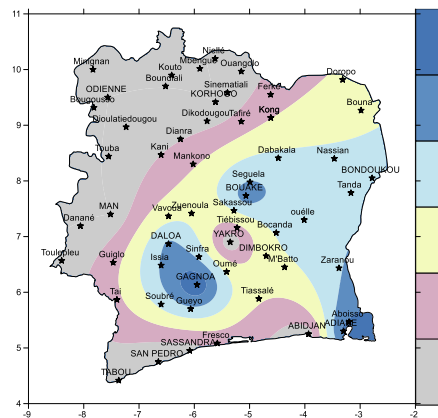 11
10
9
8
7
6
5
4
-9 -8 -7 -6 -5 -4 -3 -2
Niellé
Mbengué
Ouangolo
Minignan
Kouto
Boundiali
Doropo
ODIENNE
Sinematiali
KORHOGO
Ferké
Bougousso
Bouna
Dioulatiedougou
Dikodougou
Tafiré
Kong
Dianra
Touba
Kani
Mankono
Dabakala
Nassian
BONDOUKOU
Seguela
BOUAKE
Tanda
MAN
Danané
Vavoua
Zuenoula
Sakassou
Tiébissou
Bocanda
ouélle
DALOA
YAKRO
DIMBOKRO
Toulepleu
Guiglo
Issia
Sinfra
Oumé
M'Batto
Zaranou
GAGNOA
Tai
Soubré
Gueyo
Tiassalé
Aboisso
ADIAKE
ABIDJAN
Fresco
SASSANDRA
SAN PEDRO
TABOU